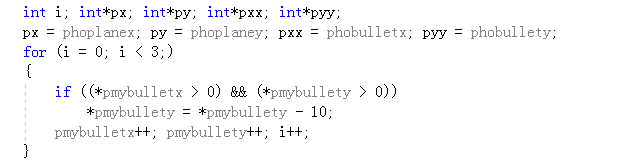 int i; int*px; int*py; int*pxx; int*pyy;
px = phoplanex; py = phoplaney; pxx = phobulletx; pyy = phobullety;
for (i = 0; i < 3;)
{
if ((*pmybulletx > 0) && (*pmybullety > 0))
*pmybullety = *pmybullety - 10;
pmybulletx++; pmybullety++; i++;
}